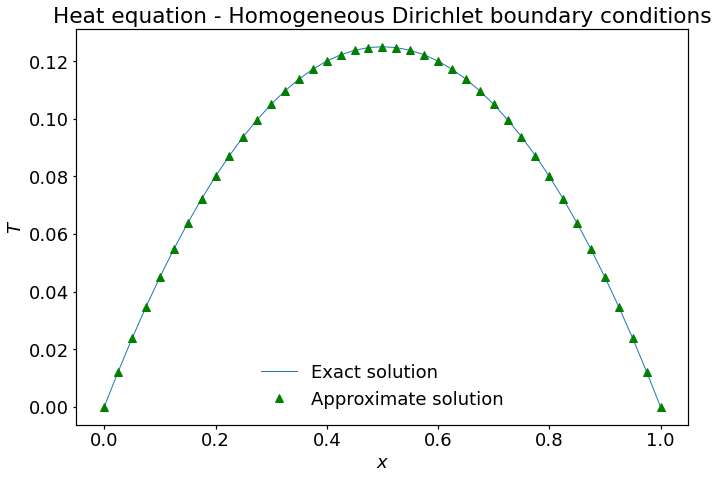 Heat equation - Homogeneous Dirichlet boundary conditions
0.12
0.10
0.08
0.06
0.04
0.02
0.00
T
Exact solution
Approximate solution
0.0 0.2 0.4 0.6 0.8 1.0
x